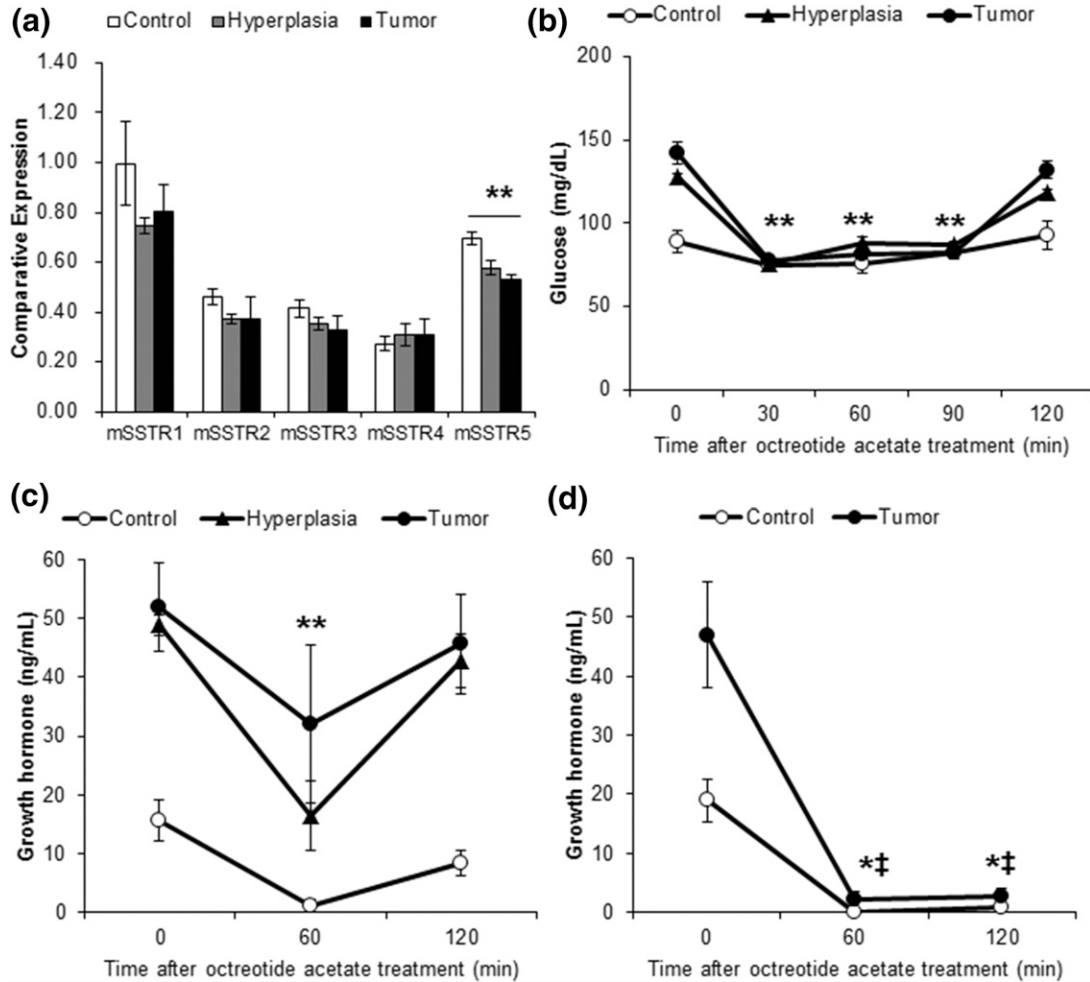 (a)
Control Hyperplasia Tumor
1.40
1.20
1.00
0.80
0.60
0.40
0.20
0.00
Comparative Expression
**
mSSTR1 mSSTR2 mSSTR3 mSSTR4 mSSTR5
(b)
Control Hyperplasia Tumor
200
150
100
50
0
Glucose (mg/dL)
** ** **
0 30 60 90 120
Time after octreotide acetate treatment (min)
(c)
Control Hyperplasia Tumor
60
50
40
30
20
10
0
Growth hormone (ng/mL)
**
0 60 120
Time after octreotide acetate treatment (min)
(d)
Control Tumor
60
50
40
30
20
10
0
Growth hormone (ng/mL)
*‡ *‡
0 60 120
Time after octreotide acetate treatment (min)